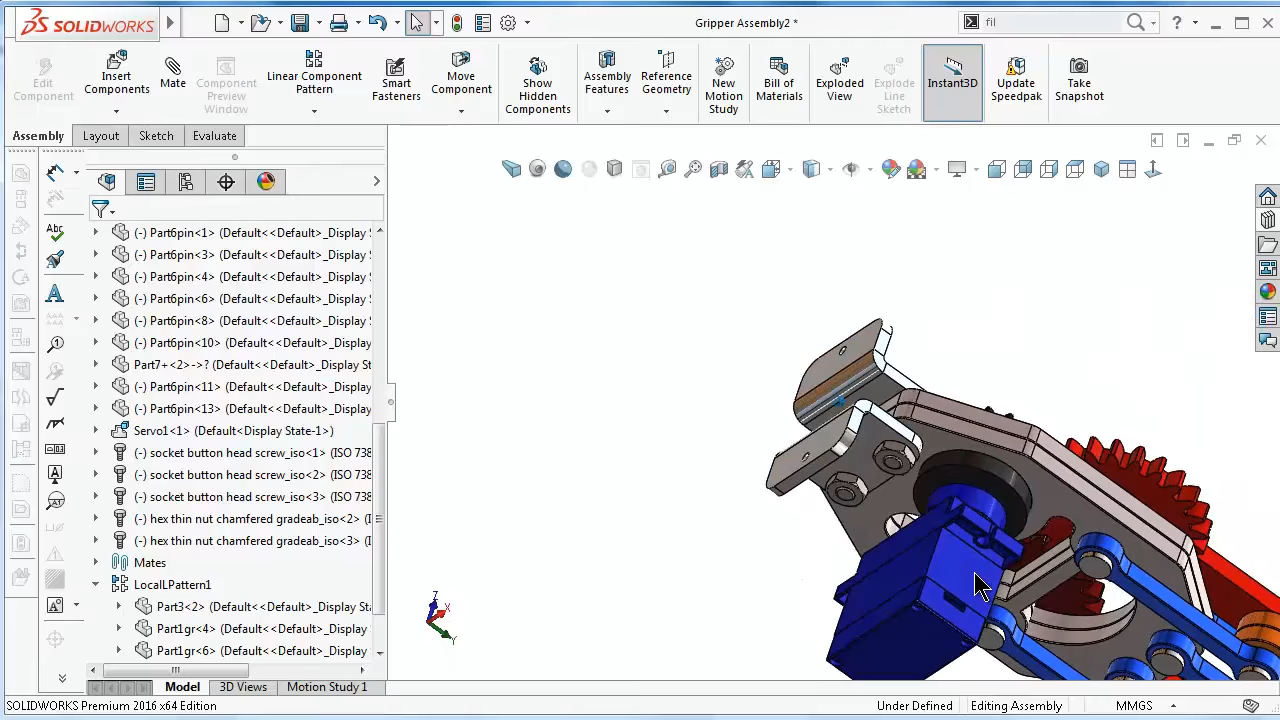 SOLIDWORKS
Gripper Assembly2 *
fil
Edit Component
Insert Components
Mate
Component Preview Window
Linear Component Pattern
Smart Fasteners
Move Component
Show Hidden Components
Assembly Features
Reference Geometry
New Motion Study
Bill of Materials
Exploded View
Explode Line Sketch
Instant3D
Update Speedpak
Take Snapshot
Assembly
Layout
Sketch
Evaluate
(-) Part6pin<1> (Default<<Default>_Display
(-) Part6pin<3> (Default<<Default>_Display
(-) Part6pin<4> (Default<<Default>_Display
(-) Part6pin<6> (Default<<Default>_Display
(-) Part6pin<8> (Default<<Default>_Display
(-) Part6pin<10> (Default<<Default>_Display
Part7+<2>->? (Default<<Default>_Display St
(-) Part6pin<11> (Default<<Default>_Display
(-) Part6pin<13> (Default<<Default>_Display
Servo1<1> (Default<Display State-1>)
(-) socket button head screw_iso<1> (ISO 738
(-) socket button head screw_iso<2> (ISO 738
(-) socket button head screw_iso<3> (ISO 738
(-) hex thin nut chamfered gradeab_iso<2> (I
(-) hex thin nut chamfered gradeab_iso<3> (I
Mates
LocalLPattern1
Part3<2> (Default<<Default>_Display Sta
Part1gr<4> (Default<<Default>_Display
Part1gr<6> (Default<<Default>_Display
Abc
Z
X
Y
Model
3D Views
Motion Study 1
SOLIDWORKS Premium 2016 x64 Edition
Under Defined
Editing Assembly
MMGS